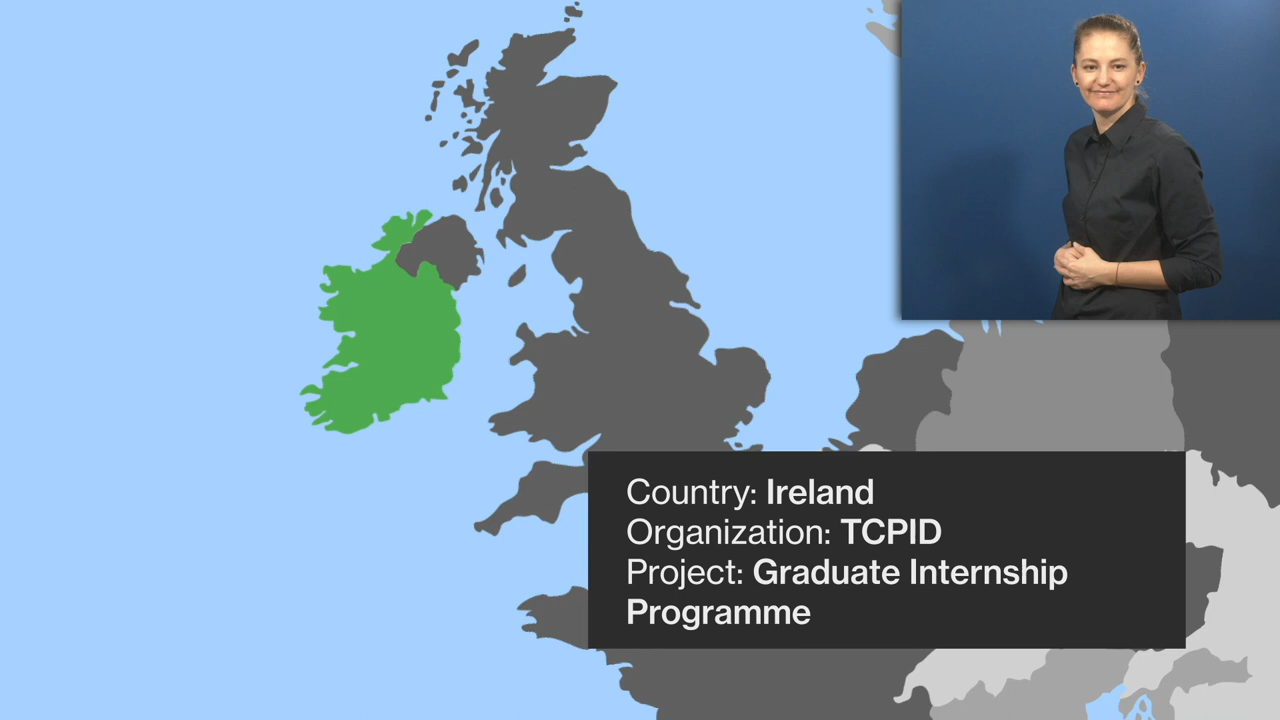 Country: Ireland
Organization: TCPID
Project: Graduate Internship
Programme